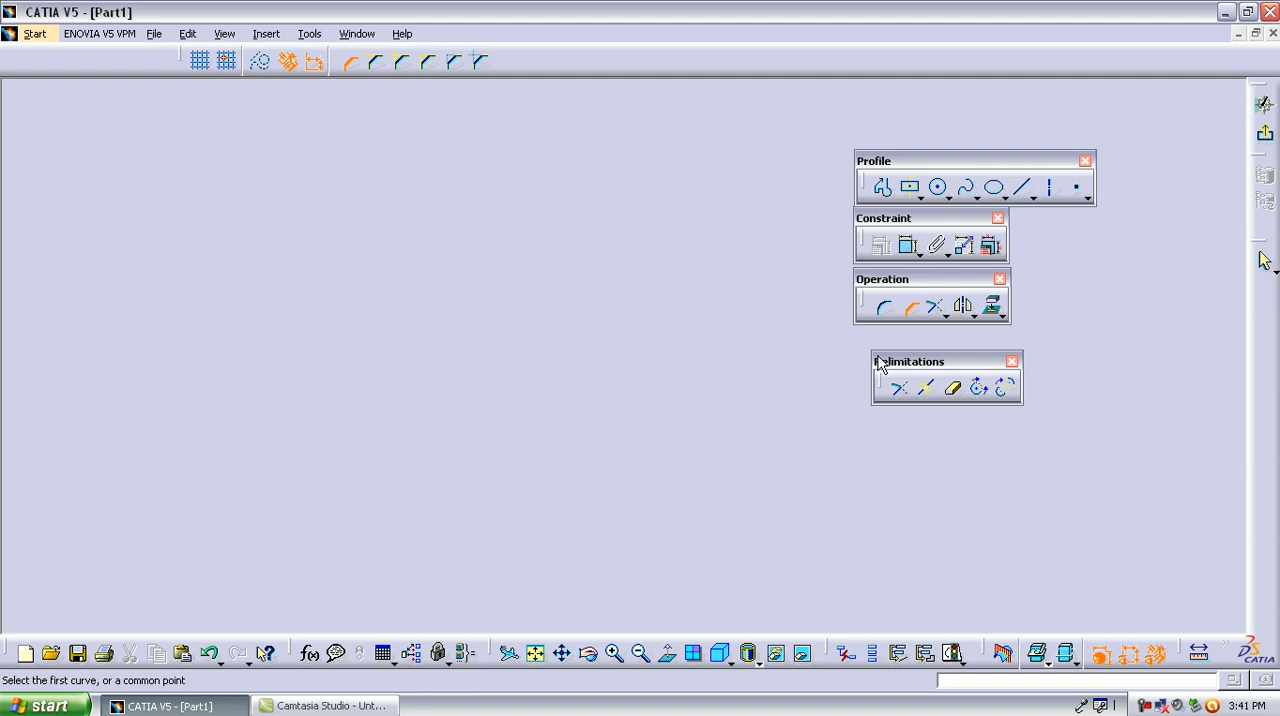 CATIA V5 - [Part1]
Start ENOVIA V5 VPM File Edit View Insert Tools Window Help
Profile
Constraint
Operation
Relimitations
f(x)
CATIA
Select the first curve, or a common point
start CATIA V5 - [Part1] Camtasia Studio - Unt... 3:41 PM